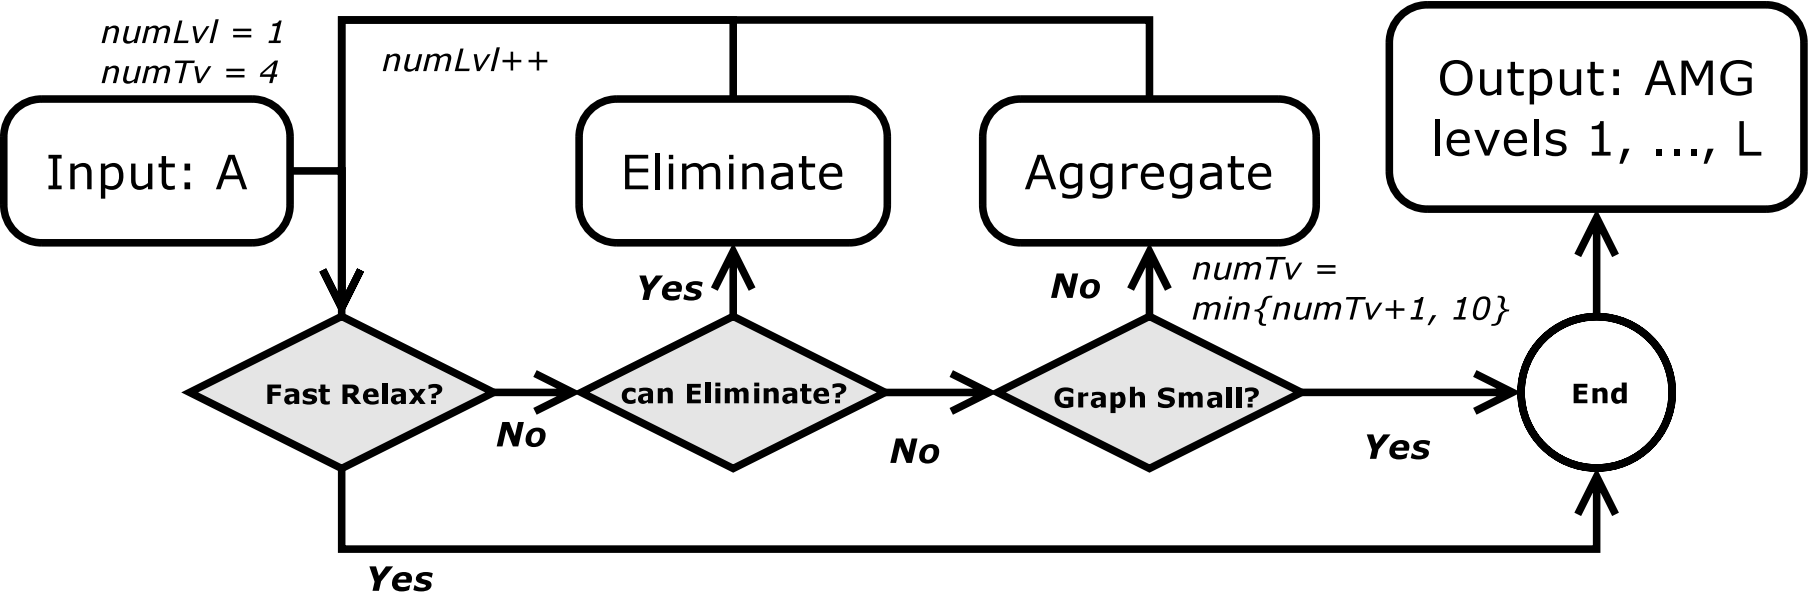 numLvl = 1
numTv = 4
numLvl++
Input: A
Eliminate
Aggregate
Output: AMG
levels 1, ..., L
Yes
No
numTv =
min{numTv+1, 10}
Fast Relax?
No
can Eliminate?
No
Graph Small?
Yes
End
Yes